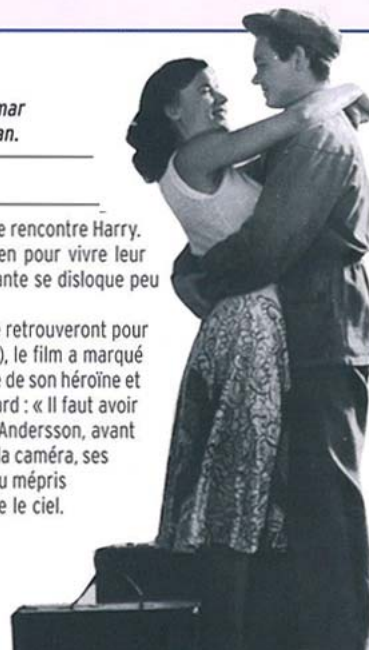 mar
an.
e rencontre Harry.
en pour vivre leur
ante se disloque peu
retrouveront pour
), le film a marqué
de son héroïne et
ard : « Il faut avoir
Andersson, avant
la caméra, ses
u mépris
e le ciel.